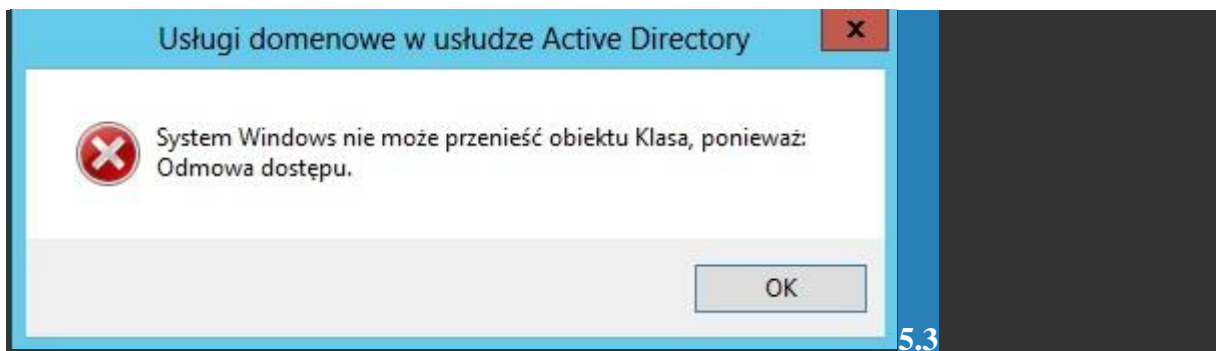 Usługi domenowe w usłudze Active Directory
x
System Windows nie może przenieść obiektu Klasa, ponieważ:
Odmowa dostępu.
OK
5.3